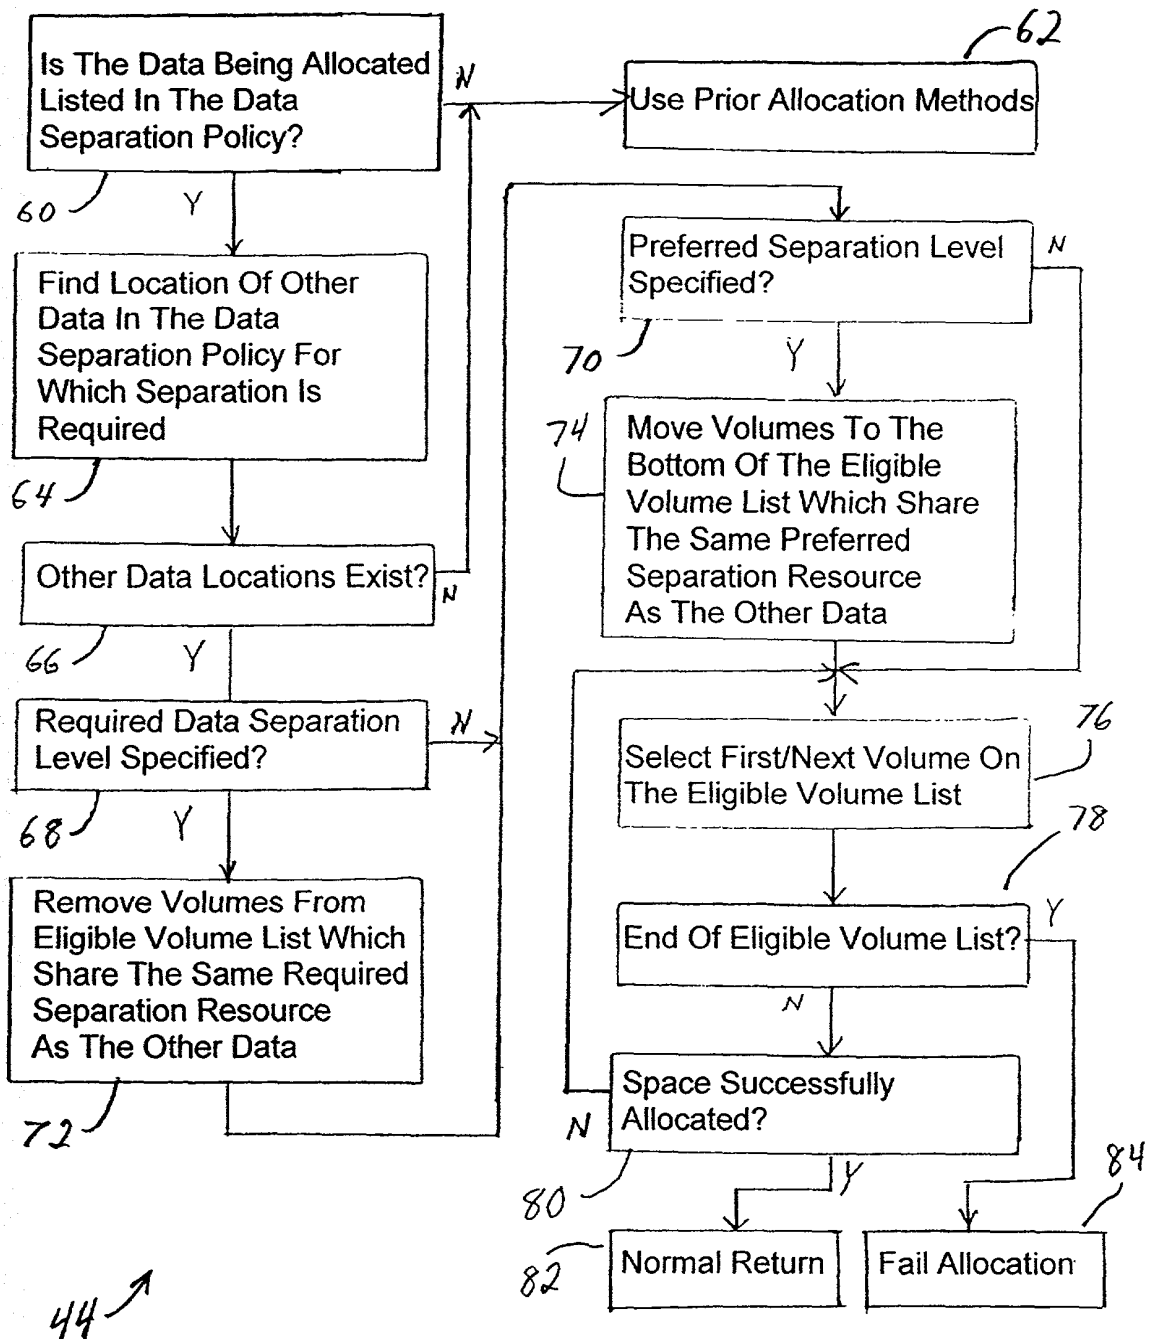 62
Is The Data Being Allocated
Listed In The Data
Separation Policy?
N
Use Prior Allocation Methods
60
Y
Find Location Of Other
Data In The Data
Separation Policy For
Which Separation Is
Required
64
Other Data Locations Exist?
N
66
Y
Required Data Separation
Level Specified?
N
68
Y
Remove Volumes From
Eligible Volume List Which
Share The Same Required
Separation Resource
As The Other Data
72
Preferred Separation Level
Specified?
N
70
Y
74
Move Volumes To The
Bottom Of The Eligible
Volume List Which Share
The Same Preferred
Separation Resource
As The Other Data
76
Select First/Next Volume On
The Eligible Volume List
78
End Of Eligible Volume List?
Y
N
Space Successfully
Allocated?
N
80
Y
84
82
Normal Return
Fail Allocation
44